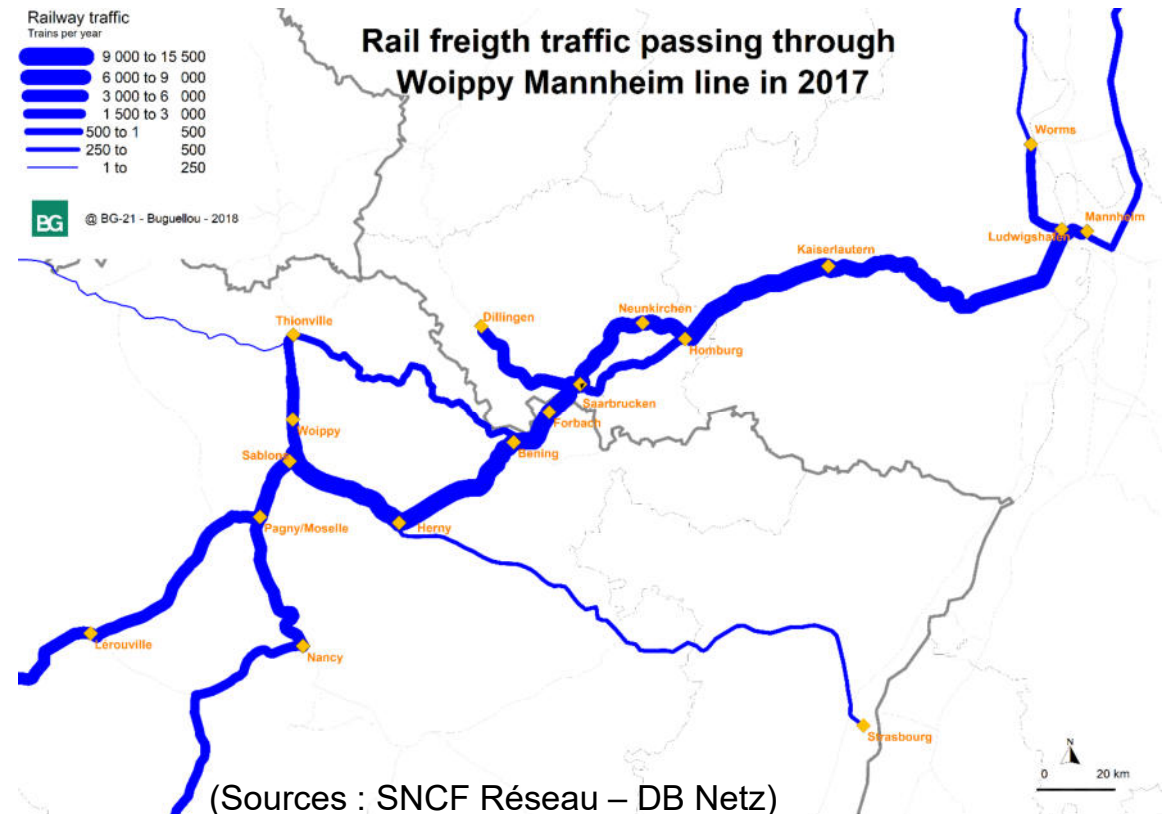 Railway traffic
Trains per year
9 000 to 15 500
6 000 to 9 000
3 000 to 6 000
1 500 to 3 000
500 to 1 500
250 to 500
1 to 250
BG
@ BG-21 - Buguellou - 2018
Rail freigth traffic passing through
Woippy Mannheim line in 2017
Worms
Mannheim
Ludwigshafen
Kaiserlautern
Neunkirchen
Dillingen
Thionville
Homburg
Saarbrucken
Forbach
Woippy
Bening
Sablons
Pagny/Moselle
Herny
Lerouville
Nancy
Strasbourg
N
0 20 km
(Sources : SNCF Réseau – DB Netz)